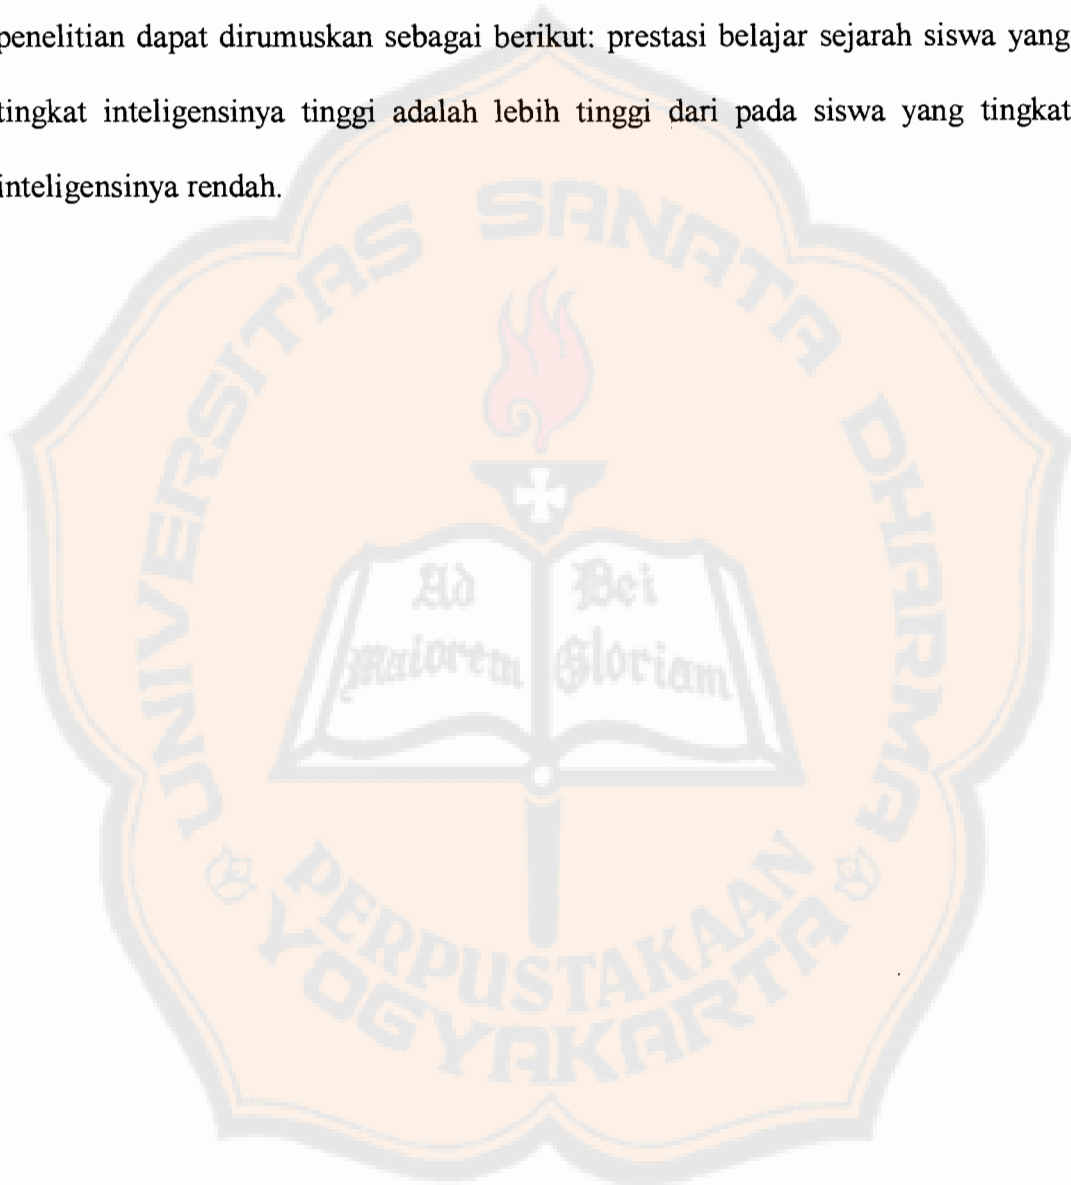 penelitian dapat dirumuskan sebagai berikut: prestasi belajar sejarah siswa yang
tingkat inteligensinya tinggi adalah lebih tinggi dari pada siswa yang tingkat
inteligensinya rendah.
UNIVERSITAS SANATA DHARMA
Ad
Maiorem
Dei
Gloriam
PERPUSTAKAAN
YOGYAKARTA